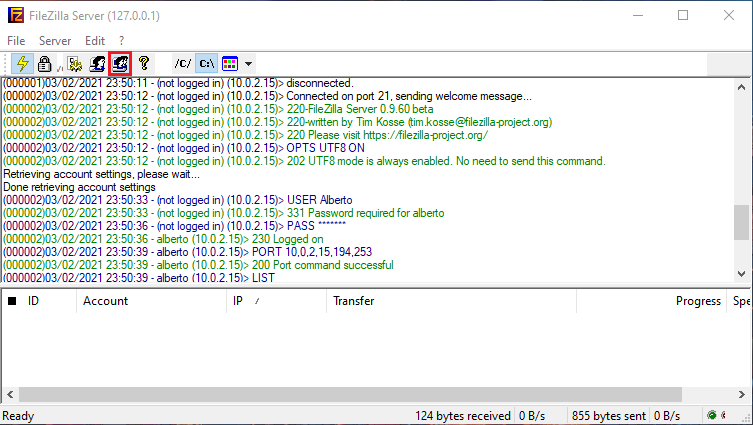 FileZilla Server (127.0.0.1)
File Server Edit ?
/C/ C:\
(000001)03/02/2021 23:50:11 - (not logged in) (10.0.2.15)> disconnected.
(000002)03/02/2021 23:50:12 - (not logged in) (10.0.2.15)> Connected on port 21, sending welcome message...
(000002)03/02/2021 23:50:12 - (not logged in) (10.0.2.15)> 220-FileZilla Server 0.9.60 beta
(000002)03/02/2021 23:50:12 - (not logged in) (10.0.2.15)> 220-written by Tim Kosse (tim.kosse@filezilla-project.org)
(000002)03/02/2021 23:50:12 - (not logged in) (10.0.2.15)> 220 Please visit https://filezilla-project.org/
(000002)03/02/2021 23:50:12 - (not logged in) (10.0.2.15)> OPTS UTF8 ON
(000002)03/02/2021 23:50:12 - (not logged in) (10.0.2.15)> 202 UTF8 mode is always enabled. No need to send this command.
Retrieving account settings, please wait...
Done retrieving account settings
(000002)03/02/2021 23:50:33 - (not logged in) (10.0.2.15)> USER Alberto
(000002)03/02/2021 23:50:33 - (not logged in) (10.0.2.15)> 331 Password required for alberto
(000002)03/02/2021 23:50:36 - (not logged in) (10.0.2.15)> PASS *******
(000002)03/02/2021 23:50:36 - alberto (10.0.2.15)> 230 Logged on
(000002)03/02/2021 23:50:39 - alberto (10.0.2.15)> PORT 10,0,2,15,194,253
(000002)03/02/2021 23:50:39 - alberto (10.0.2.15)> 200 Port command successful
(000002)03/02/2021 23:50:39 - alberto (10.0.2.15)> LIST
ID Account IP / Transfer Progress Spe
Ready 124 bytes received 0 B/s 855 bytes sent 0 B/s